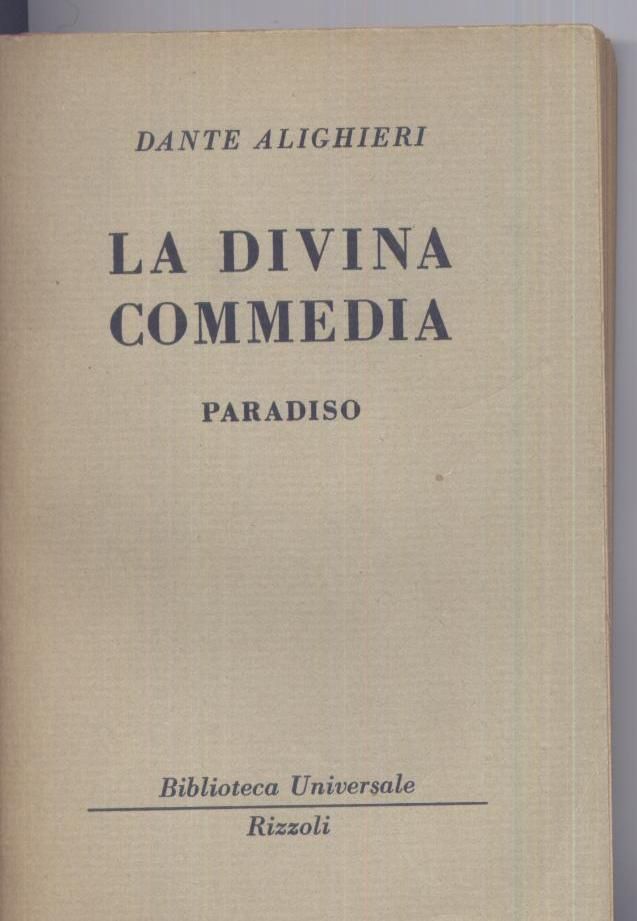 DANTE ALIGHIERI
LA DIVINA
COMMEDIA
PARADISO
Biblioteca Universale
Rizzoli